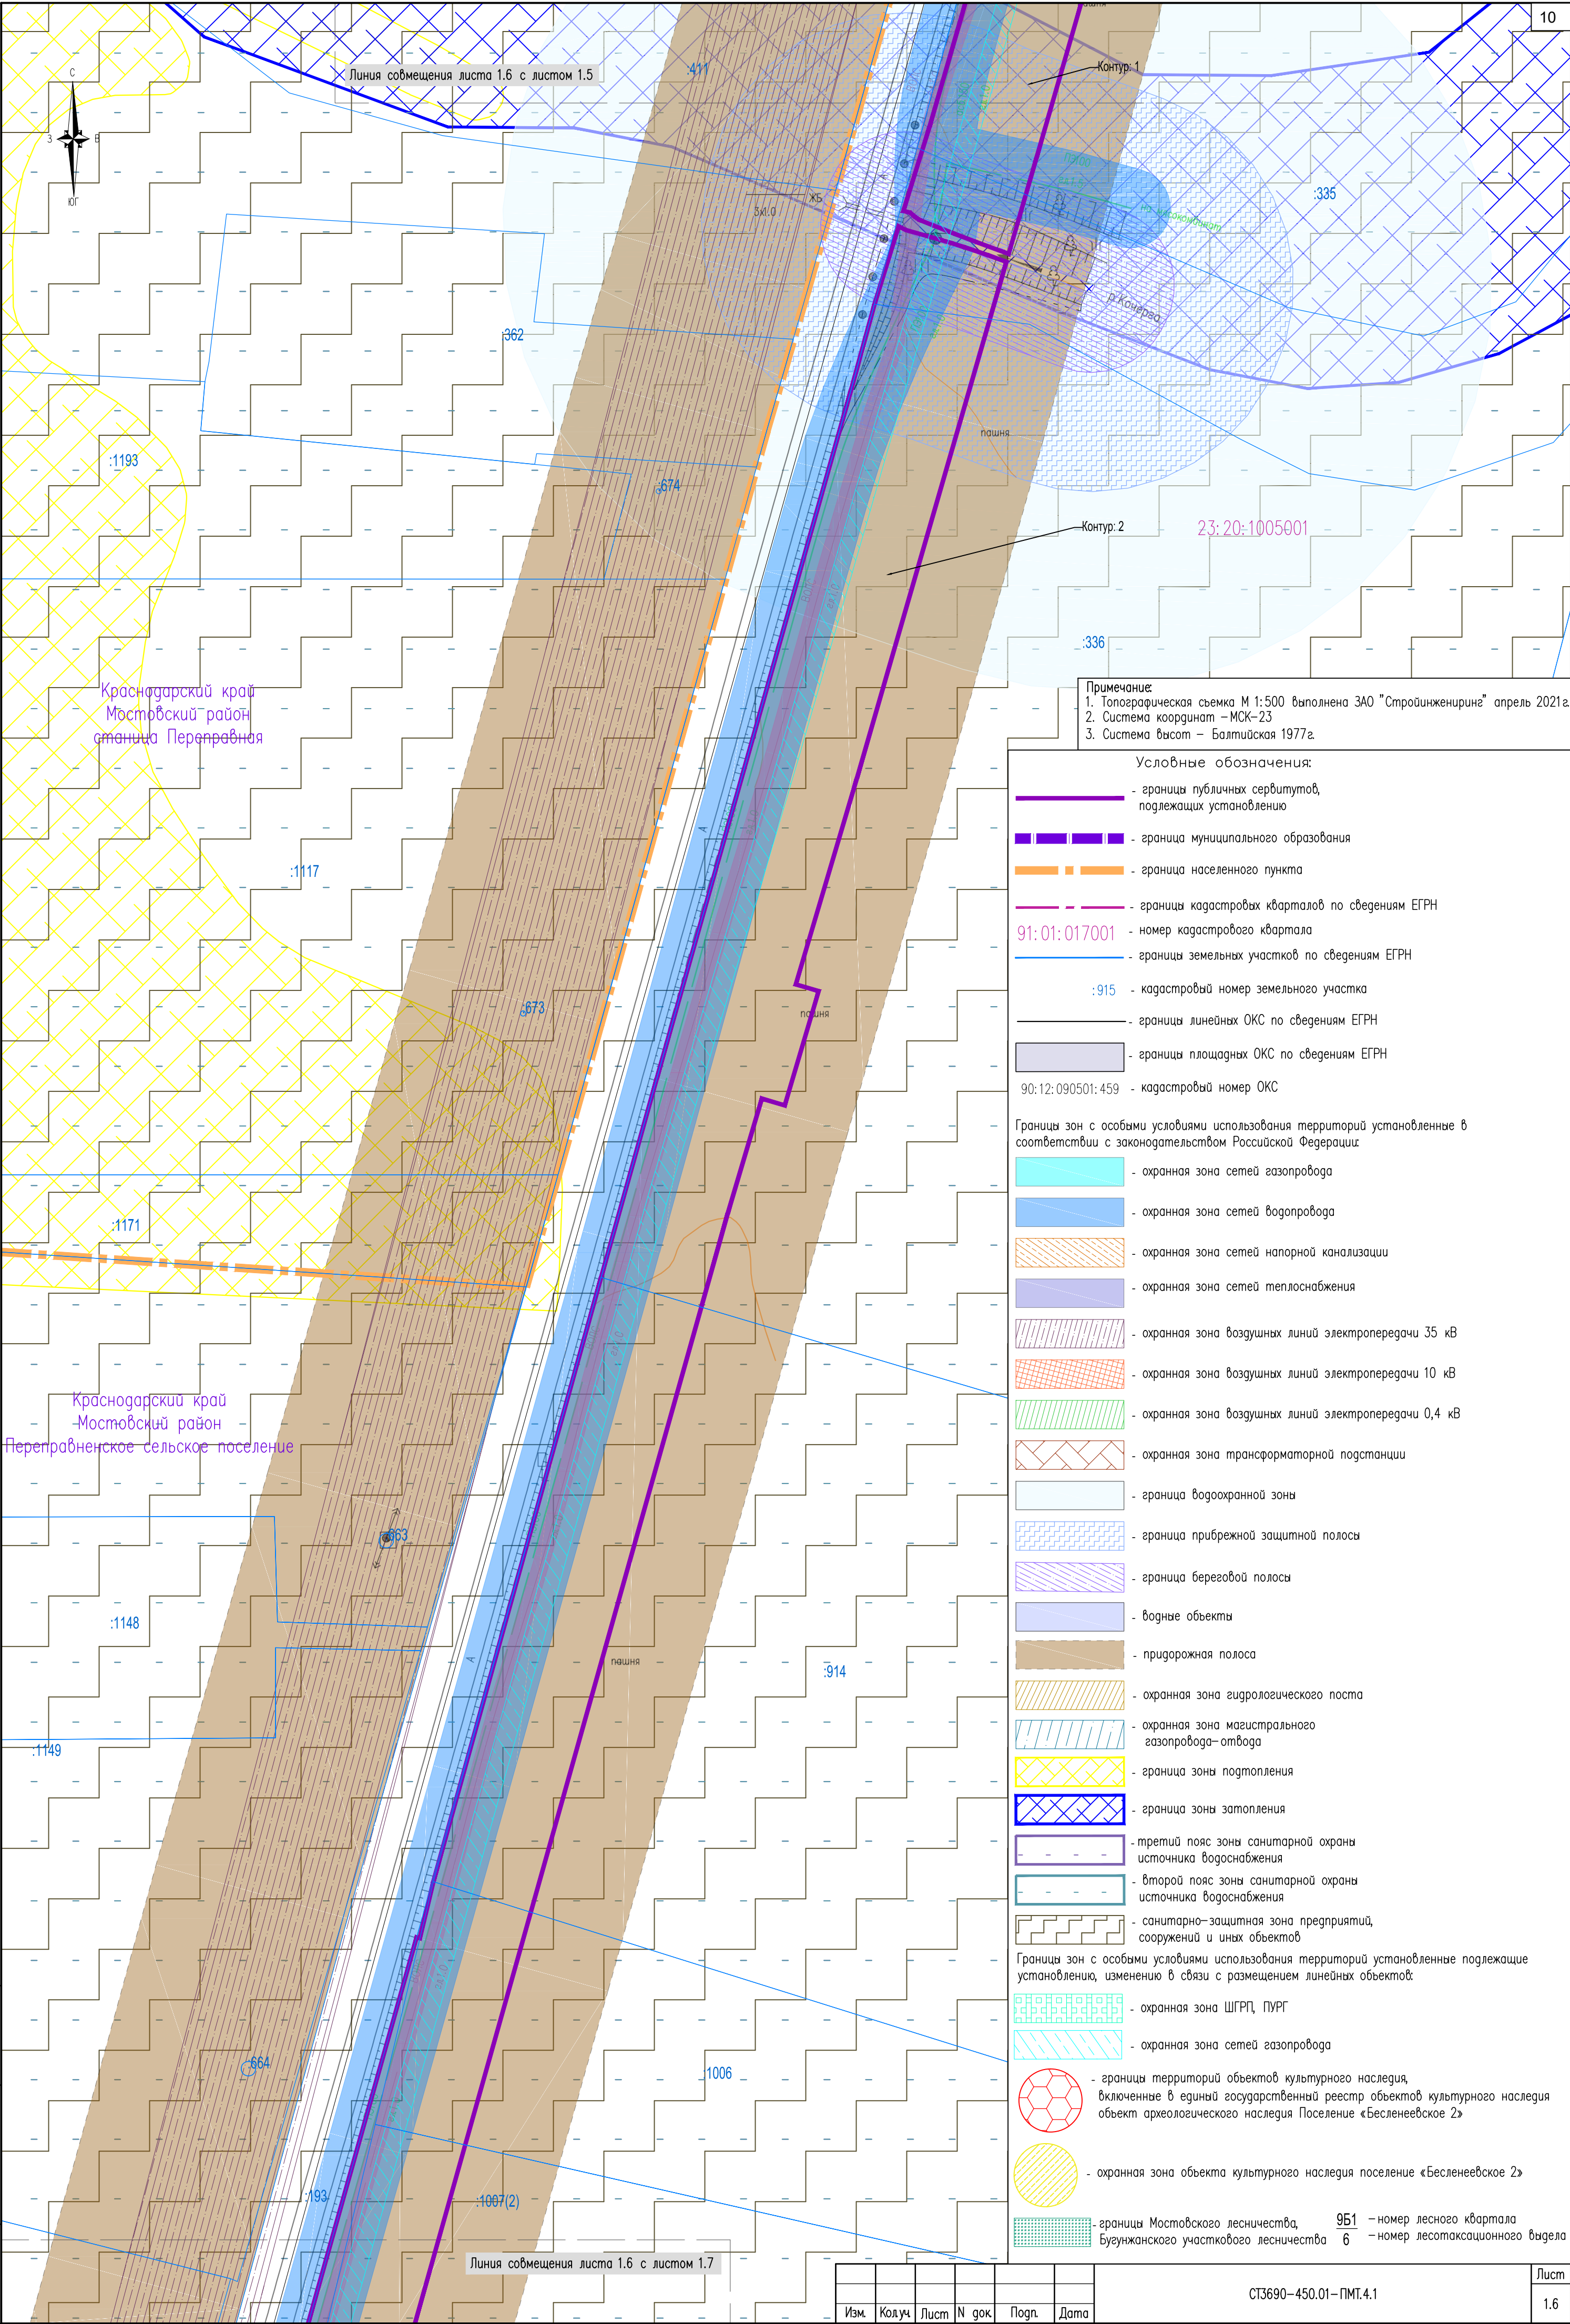 10
пашня
Линия совмещения листа 1.6 с листом 1.5
:411
Контур: 1
С
З
В
ЮГ
:335
ЖБ
3х1.0
р.Кочерга
:362
пашня
:1193
:674
Контур: 2
23:20:1005001
:336
Краснодарский край
Мостовский район
станица Переправная
Примечание:
1. Топографическая съемка М 1:500 выполнена ЗАО "Стройинжениринг" апрель 2021г.
2. Система координат -МСК-23
3. Система высот - Балтийская 1977г.
Условные обозначения:
- границы публичных сервитутов,
подлежащих установлению
- граница муниципального образования
- граница населенного пункта
- границы кадастровых кварталов по сведениям ЕГРН
91:01:017001 - номер кадастрового квартала
- границы земельных участков по сведениям ЕГРН
:915 - кадастровый номер земельного участка
- границы линейных ОКС по сведениям ЕГРН
- границы площадных ОКС по сведениям ЕГРН
90:12:090501:459 - кадастровый номер ОКС
Границы зон с особыми условиями использования территорий установленные в
соответствии с законодательством Российской Федерации:
- охранная зона сетей газопровода
- охранная зона сетей водопровода
- охранная зона сетей напорной канализации
- охранная зона сетей теплоснабжения
- охранная зона воздушных линий электропередачи 35 кВ
- охранная зона воздушных линий электропередачи 10 кВ
- охранная зона воздушных линий электропередачи 0,4 кВ
- охранная зона трансформаторной подстанции
- граница водоохранной зоны
- граница прибрежной защитной полосы
- граница береговой полосы
- водные объекты
- придорожная полоса
- охранная зона гидрологического поста
- охранная зона магистрального
газопровода-отвода
- граница зоны подтопления
- граница зоны затопления
- третий пояс зоны санитарной охраны
источника водоснабжения
- второй пояс зоны санитарной охраны
источника водоснабжения
- санитарно-защитная зона предприятий,
сооружений и иных объектов
Границы зон с особыми условиями использования территорий установленные подлежащие
установлению, изменению в связи с размещением линейных объектов:
- охранная зона ШГРП, ПУРГ
- охранная зона сетей газопровода
- границы территорий объектов культурного наследия,
включенные в единый государственный реестр объектов культурного наследия
объект археологического наследия Поселение «Бесленеевское 2»
- охранная зона объекта культурного наследия поселение «Бесленеевское 2»
- границы Мостовского лесничества,
Бугунжанского участкового лесничества
9Б1 - номер лесного квартала
6 - номер лесотаксационного выдела
А
:1117
:673
пашня
:1171
Краснодарский край
Мостовский район
Переправненское сельское поселение
:663
:1148
А
пашня
:914
:1149
:664
:1006
:193
:1007(2)
Линия совмещения листа 1.6 с листом 1.7
Изм. Кол.уч Лист N док. Подп. Дата
СТ3690-450.01-ПМТ.4.1
Лист
1.6